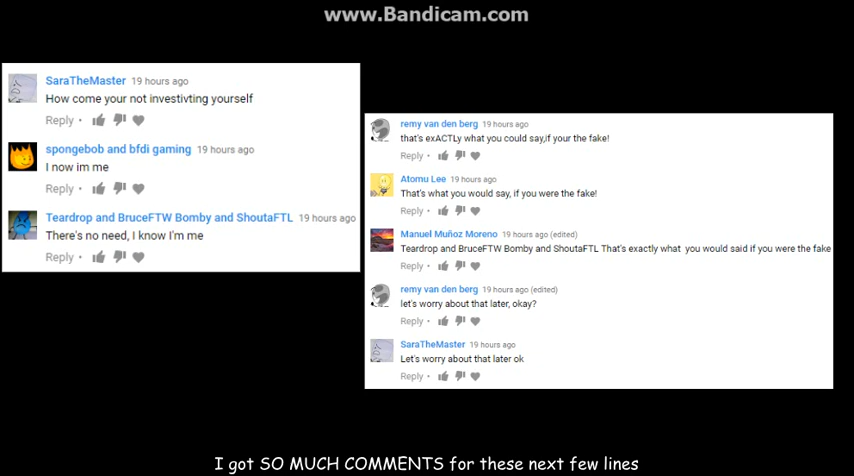 www.Bandicam.com
SaraTheMaster 19 hours ago
How come your not investivting yourself
Reply •
spongebob and bfdi gaming 19 hours ago
I now im me
Reply •
Teardrop and BruceFTW Bomby and ShoutaFTL 19 hours ago
There's no need, I know I'm me
Reply •
remy van den berg 19 hours ago
that's exACTLy what you could say,if your the fake!
Reply •
Atomu Lee 19 hours ago
That's what you would say, if you were the fake!
Reply •
Manuel Muñoz Moreno 19 hours ago (edited)
Teardrop and BruceFTW Bomby and ShoutaFTL That's exactly what you would said if you were the fake
Reply •
remy van den berg 19 hours ago (edited)
let's worry about that later, okay?
Reply •
SaraTheMaster 19 hours ago
Let's worry about that later ok
Reply •
I got SO MUCH COMMENTS for these next few lines